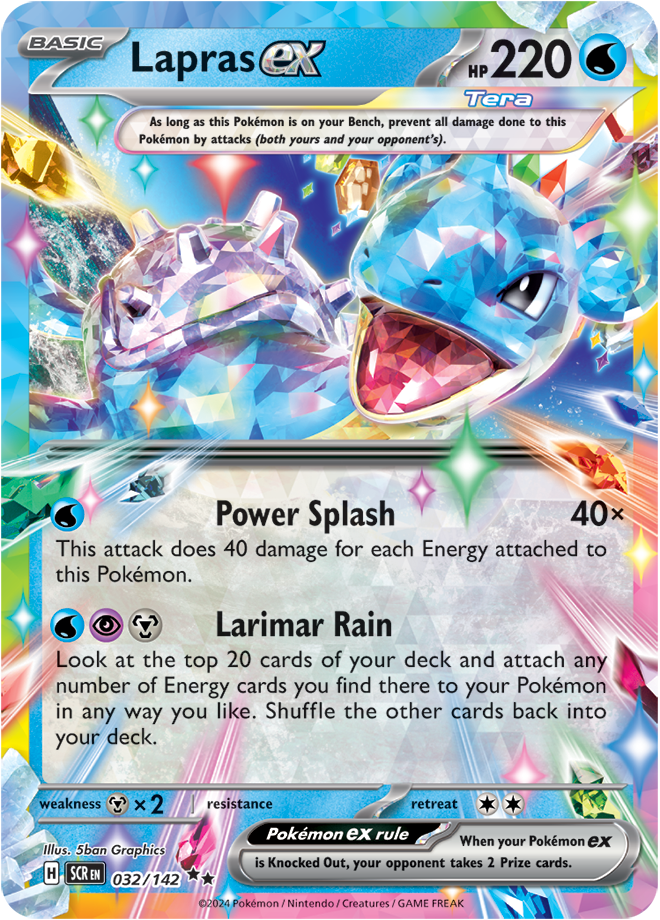 BASIC
Lapras ex HP 220
Tera
As long as this Pokémon is on your Bench, prevent all damage done to this
Pokémon by attacks (both yours and your opponent's).
Power Splash 40×
This attack does 40 damage for each Energy attached to
this Pokémon.
Larimar Rain
Look at the top 20 cards of your deck and attach any
number of Energy cards you find there to your Pokémon
in any way you like. Shuffle the other cards back into
your deck.
weakness ×2 resistance retreat
Illus. 5ban Graphics
Pokémon ex rule When your Pokémon ex
is Knocked Out, your opponent takes 2 Prize cards.
H SCR EN 032/142 ★★
©2024 Pokémon / Nintendo / Creatures / GAME FREAK